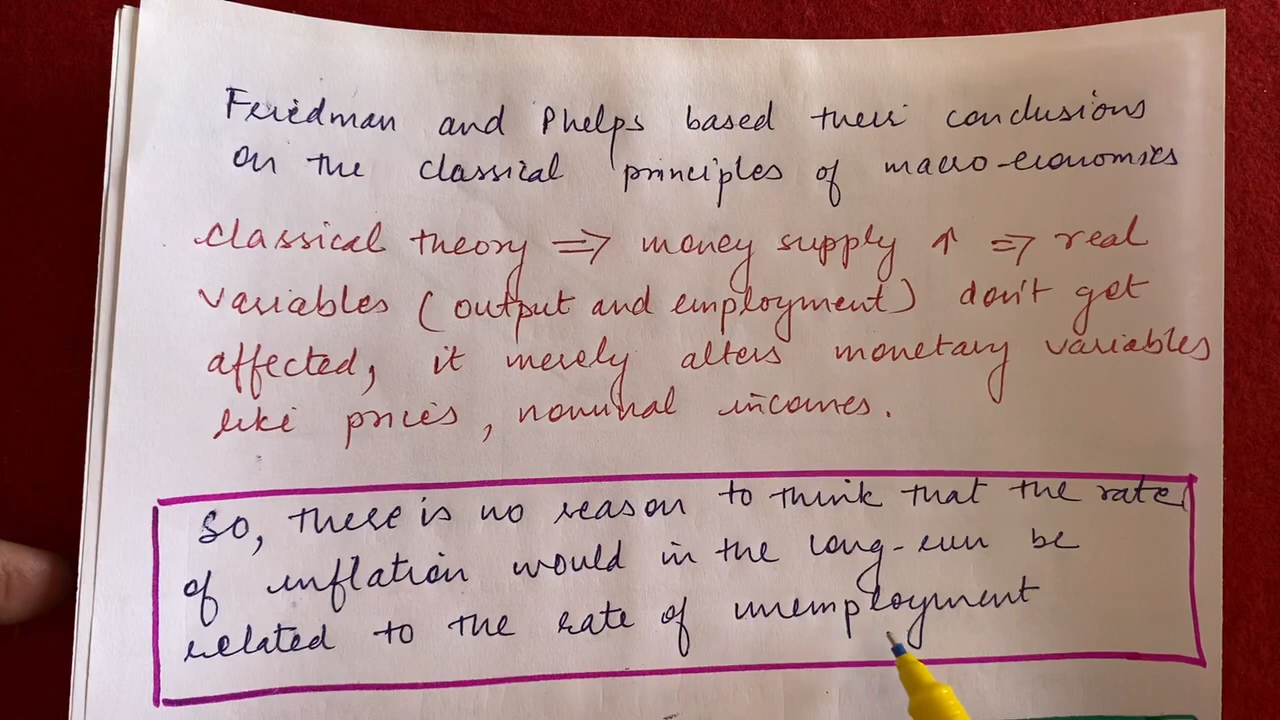 Friedman and Phelps based their conclusions
on the classical principles of macro-economics
classical theory => money supply ↑ => real
variables (output and employment) don't get
affected, it merely alters monetary variables
like prices, nominal incomes.
So, there is no reason to think that the rate
of inflation would in the long-run be
related to the rate of unemployment